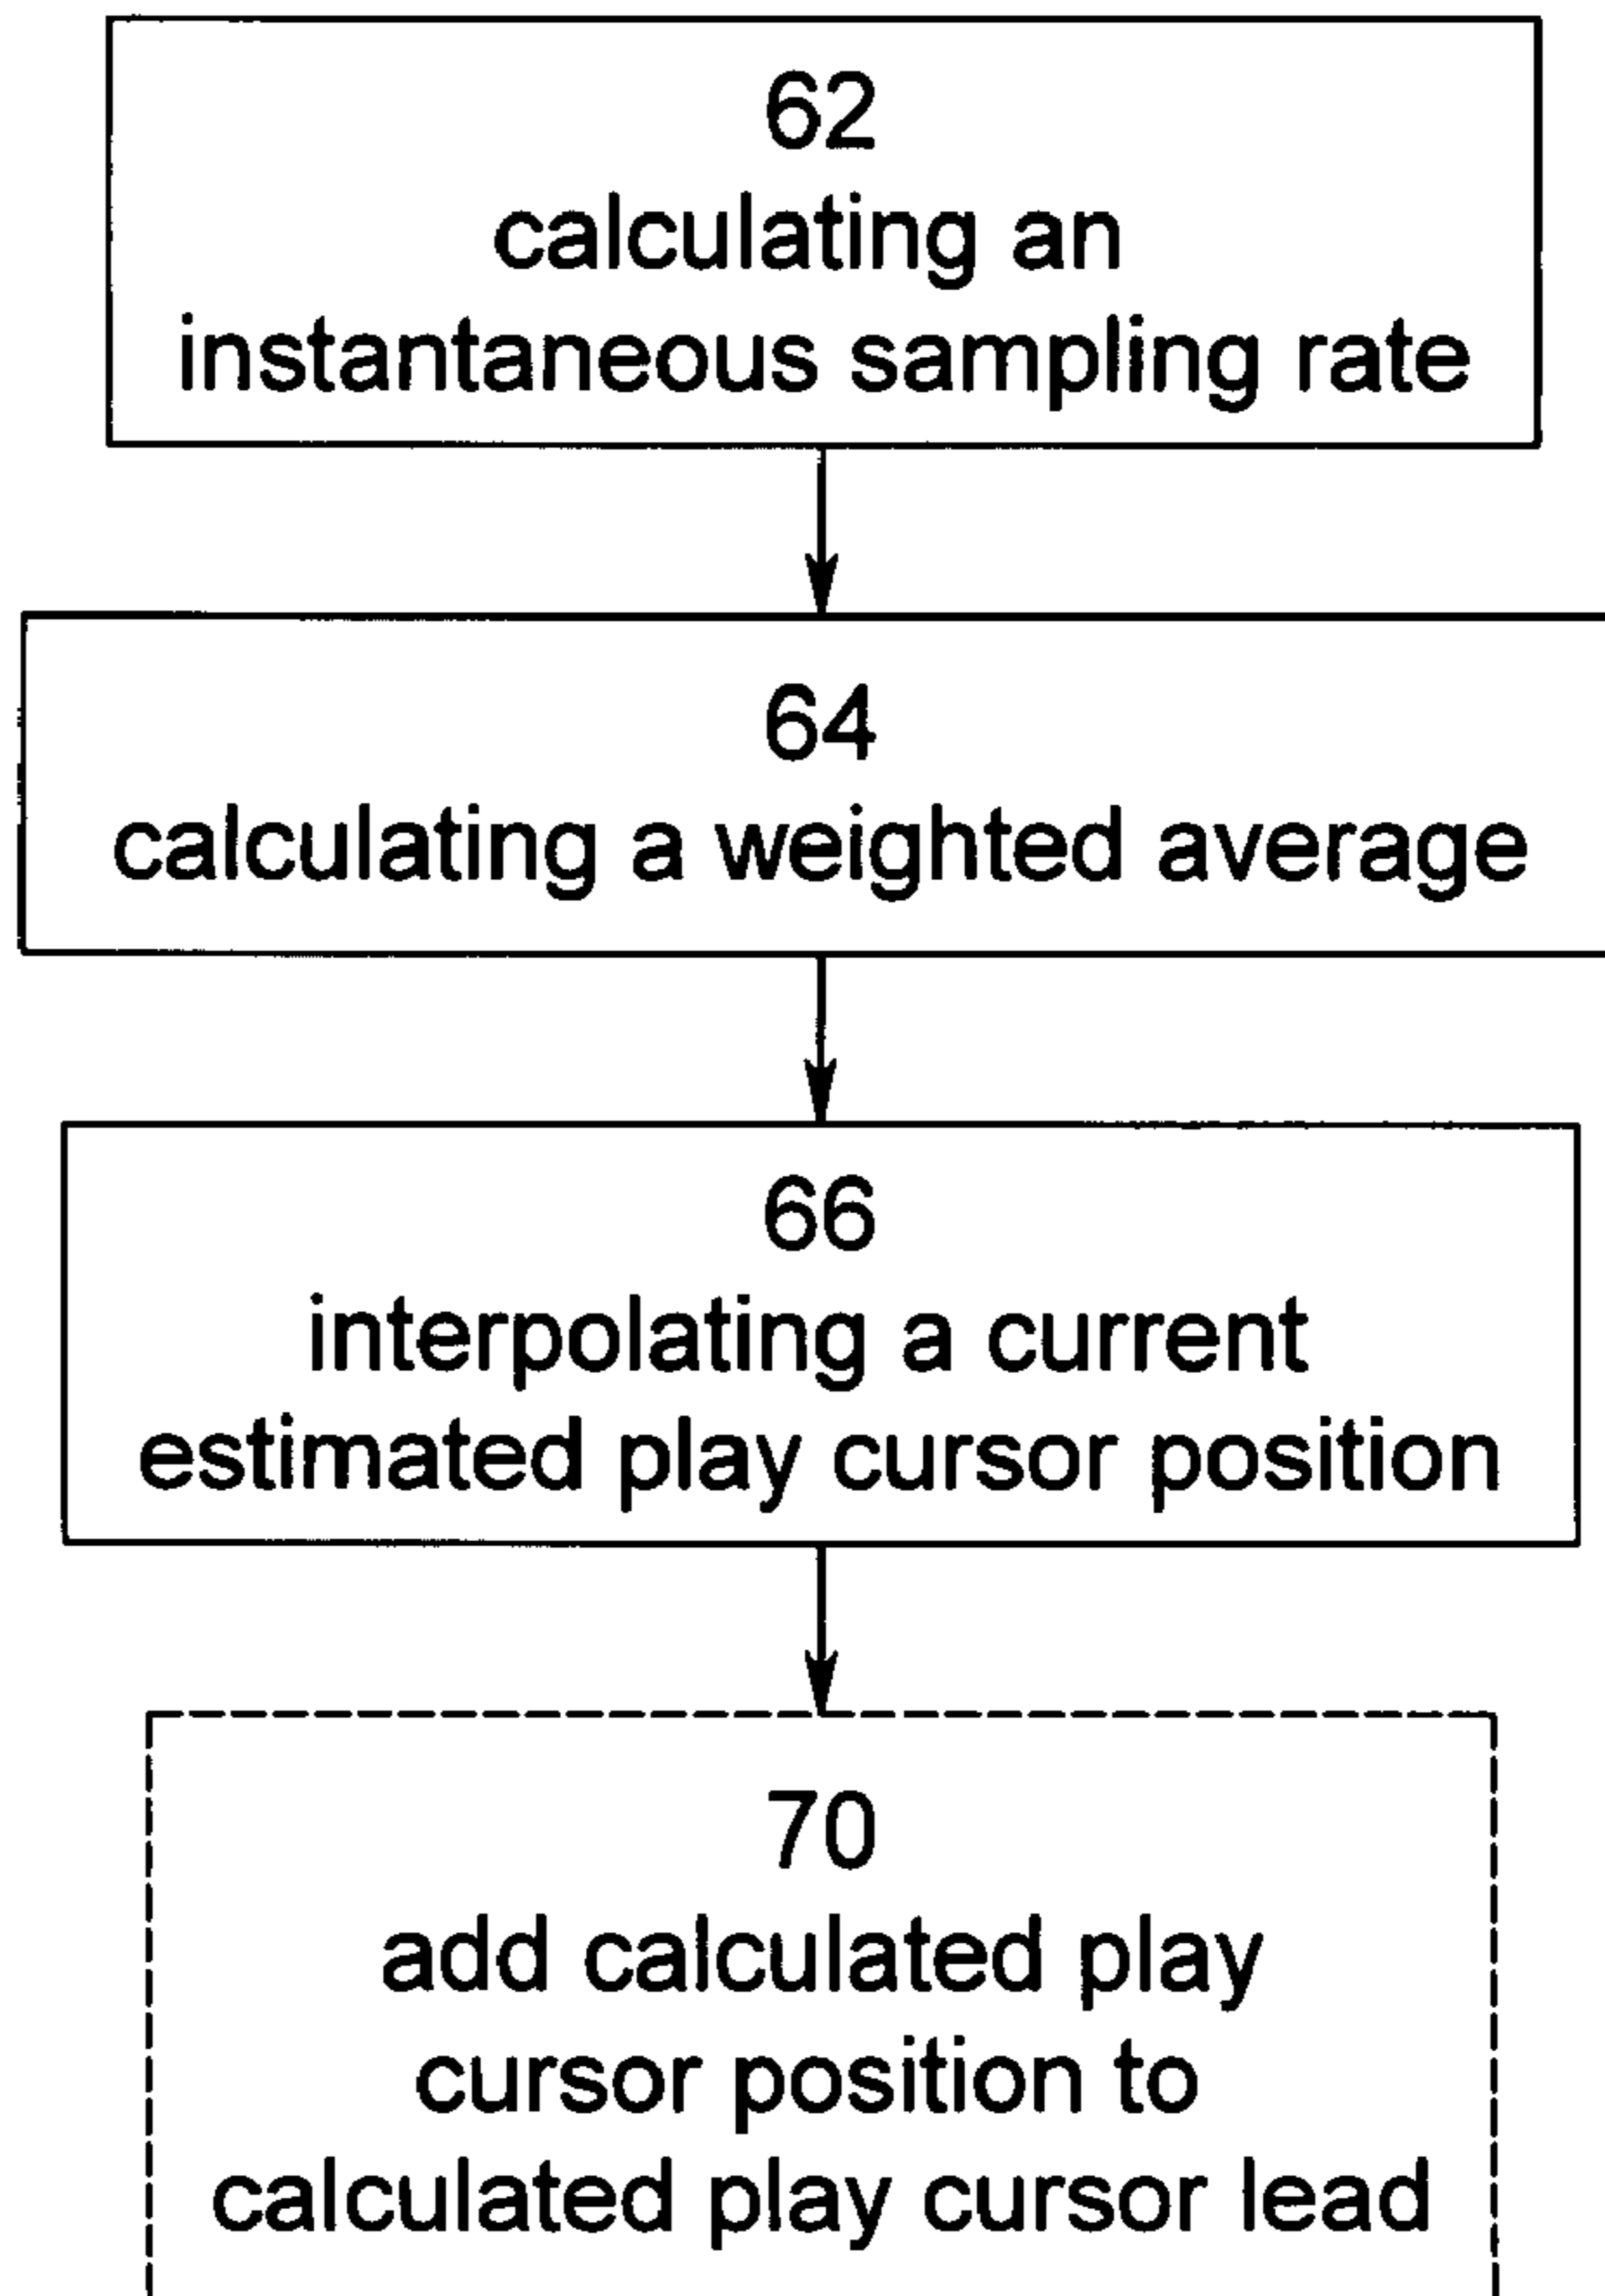 62
calculating an
instantaneous sampling rate
64
calculating a weighted average
66
interpolating a current
estimated play cursor position
70
add calculated play
cursor position to
calculated play cursor lead